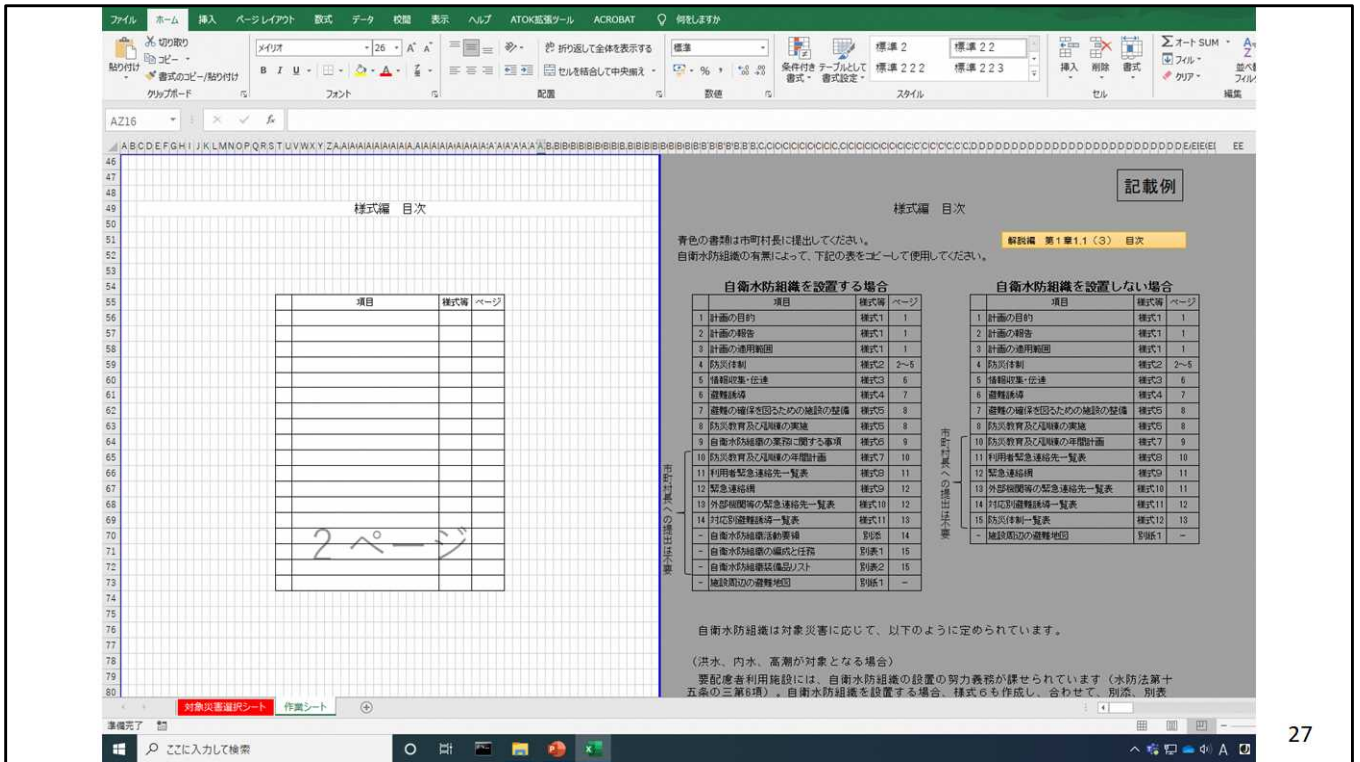 ファイル ホーム 挿入 ページレイアウト 数式 データ 校閲 表示 ヘルプ ATOK拡張ツール ACROBAT 何をしますか
切り取り
コピー
貼り付け
書式のコピー/貼り付け
クリップボード
メイリオ 26
B I U
フォント
折り返して全体を表示する
セルを結合して中央揃え
配置
標準
数値
条件付き書式
テーブルとして書式設定
標準 2 標準 2 2
標準 2 2 2 標準 2 2 3
スタイル
挿入 削除 書式
セル
オート SUM
フィル
クリア
編集
AZ16
様式編 目次
項目 様式等 ページ
2 ページ
記載例
様式編 目次
青色の書類は市町村長に提出してください。
解説編 第1章1.1(3) 目次
自衛水防組織の有無によって、下記の表をコピーして使用してください。
自衛水防組織を設置する場合
項目 様式等 ページ
1 計画の目的 様式1 1
2 計画の報告 様式1 1
3 計画の適用範囲 様式1 1
4 防災体制 様式2 2~5
5 情報収集・伝達 様式3 6
6 避難誘導 様式4 7
7 避難の確保を図るための施設の整備 様式5 8
8 防災教育及び訓練の実施 様式5 8
9 自衛水防組織の業務に関する事項 様式6 9
10 防災教育及び訓練の年間計画 様式7 10
11 利用者緊急連絡先一覧表 様式8 11
12 緊急連絡網 様式9 12
13 外部機関等の緊急連絡先一覧表 様式10 12
14 対応別避難誘導一覧表 様式11 13
- 自衛水防組織活動要領 別添 14
- 自衛水防組織の編成と任務 別表1 15
- 自衛水防組織装備品リスト 別表2 15
- 施設周辺の避難地図 別紙1 -
市町村長への提出は不要
自衛水防組織を設置しない場合
項目 様式等 ページ
1 計画の目的 様式1 1
2 計画の報告 様式1 1
3 計画の適用範囲 様式1 1
4 防災体制 様式2 2~5
5 情報収集・伝達 様式3 6
6 避難誘導 様式4 7
7 避難の確保を図るための施設の整備 様式5 8
8 防災教育及び訓練の実施 様式5 8
10 防災教育及び訓練の年間計画 様式7 9
11 利用者緊急連絡先一覧表 様式8 10
12 緊急連絡網 様式9 11
13 外部機関等の緊急連絡先一覧表 様式10 11
14 対応別避難誘導一覧表 様式11 12
15 防災体制一覧表 様式12 13
- 施設周辺の避難地図 別紙1 -
市町村長への提出は不要
自衛水防組織は対象災害に応じて、以下のように定められています。
(洪水、内水、高潮が対象となる場合)
要配慮者利用施設には、自衛水防組織の設置の努力義務が課せられています(水防法第十
五条の三第6項)。自衛水防組織を設置する場合、様式6も作成し、合わせて、別添、別表
対象災害選択シート 作業シート
準備完了
ここに入力して検索
A
27